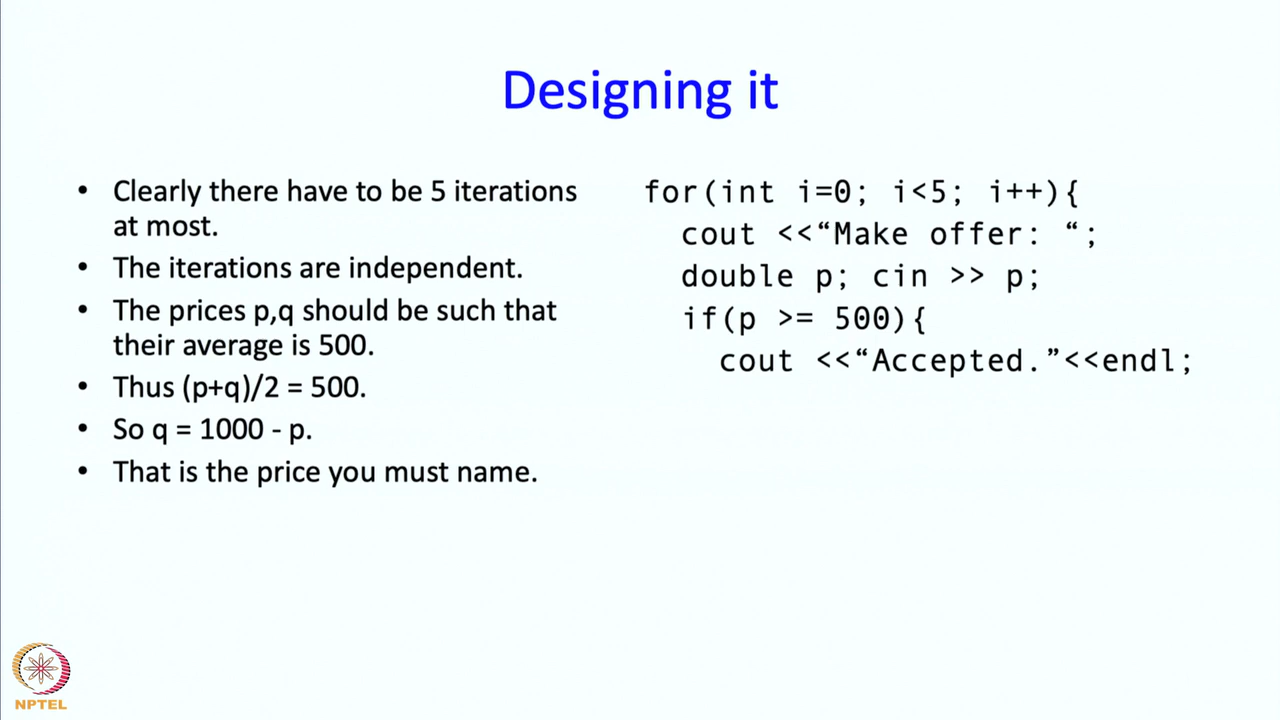 Designing it
• Clearly there have to be 5 iterations
at most.
• The iterations are independent.
• The prices p,q should be such that
their average is 500.
• Thus (p+q)/2 = 500.
• So q = 1000 - p.
• That is the price you must name.
for(int i=0; i<5; i++){
cout <<“Make offer: “;
double p; cin >> p;
if(p >= 500){
cout <<“Accepted.”<<endl;
NPTEL